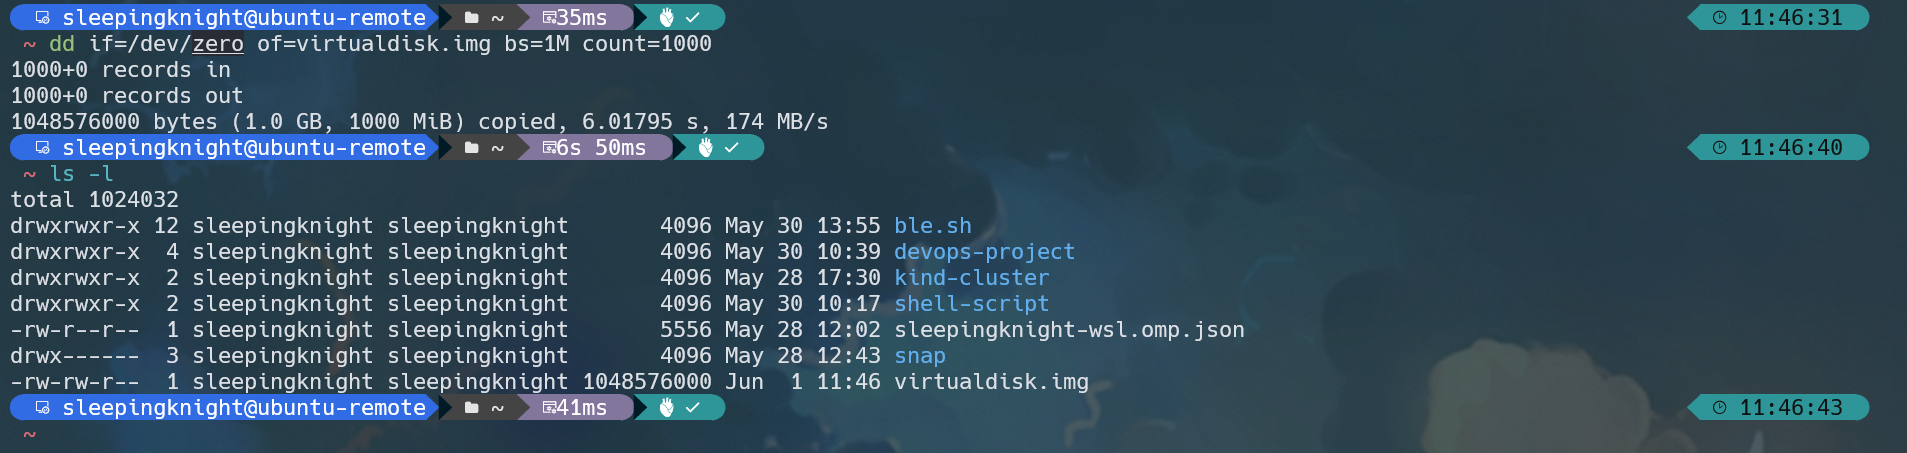 sleepingknight@ubuntu-remote ~ 35ms ✓ 11:46:31
~ dd if=/dev/zero of=virtualdisk.img bs=1M count=1000
1000+0 records in
1000+0 records out
1048576000 bytes (1.0 GB, 1000 MiB) copied, 6.01795 s, 174 MB/s
sleepingknight@ubuntu-remote ~ 6s 50ms ✓ 11:46:40
~ ls -l
total 1024032
drwxrwxr-x 12 sleepingknight sleepingknight       4096 May 30 13:55 ble.sh
drwxrwxr-x  4 sleepingknight sleepingknight       4096 May 30 10:39 devops-project
drwxrwxr-x  2 sleepingknight sleepingknight       4096 May 28 17:30 kind-cluster
drwxrwxr-x  2 sleepingknight sleepingknight       4096 May 30 10:17 shell-script
-rw-r--r--  1 sleepingknight sleepingknight       5556 May 28 12:02 sleepingknight-wsl.omp.json
drwx------  3 sleepingknight sleepingknight       4096 May 28 12:43 snap
-rw-rw-r--  1 sleepingknight sleepingknight 1048576000 Jun  1 11:46 virtualdisk.img
sleepingknight@ubuntu-remote ~ 41ms ✓ 11:46:43
~